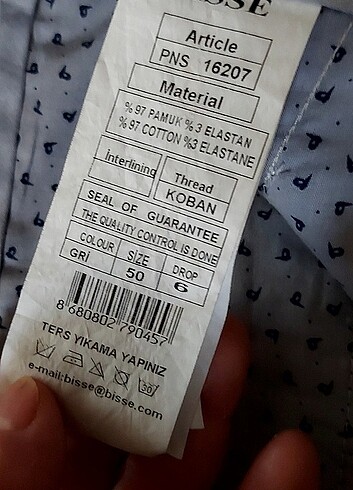 BISSE
Article
PNS 16207
Material
% 97 PAMUK % 3 ELASTAN
% 97 COTTON %3 ELASTANE
İnterlining
Thread
KOBAN
SEAL OF GUARANTEE
THE QUALITY CONTROL IS DONE
COLOUR SIZE DROP
GRİ 50 6
8 680802 790457
TERS YIKAMA YAPINIZ
30
e-mail:bisse@bisse.com